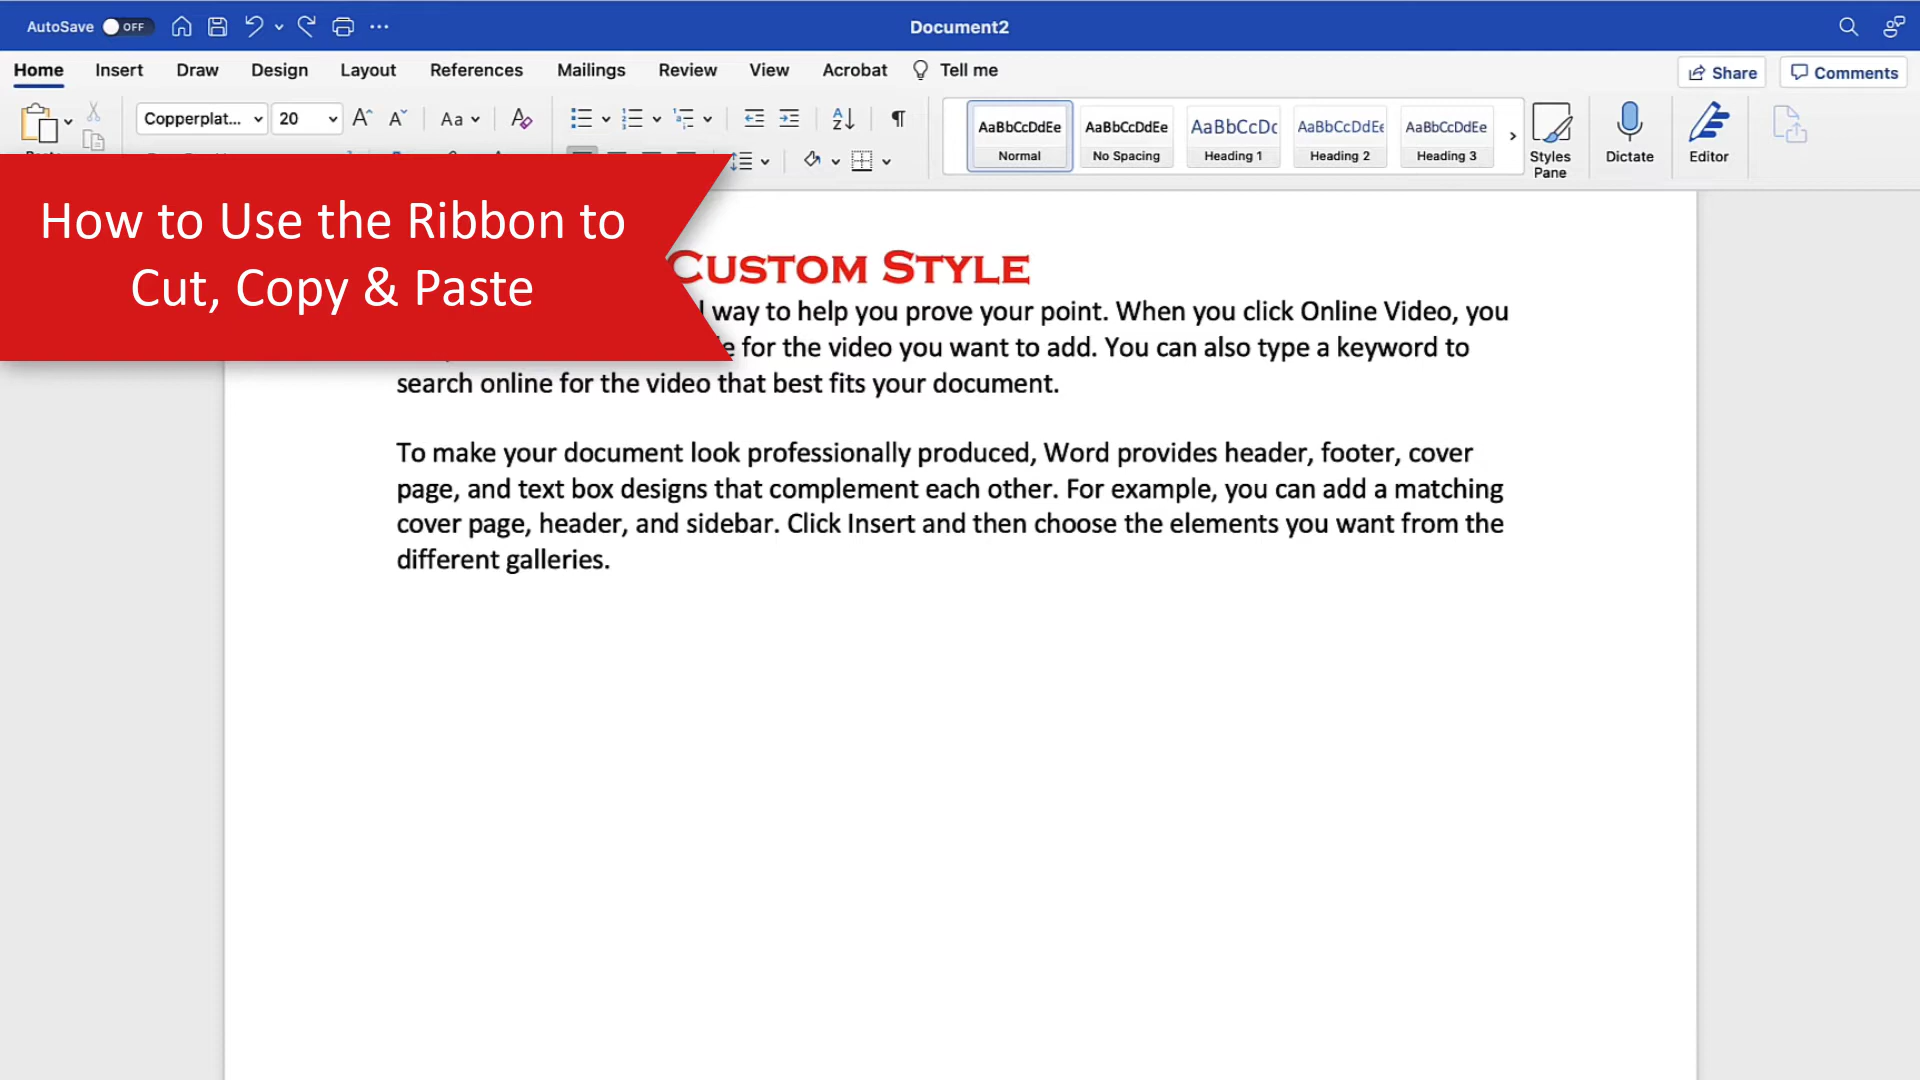 AutoSave OFF Document2
Home Insert Draw Design Layout References Mailings Review View Acrobat Tell me Share Comments
Copperplat... 20 Aa
AaBbCcDdEe AaBbCcDdEe AaBbCcDc AaBbCcDdEe AaBbCcDdEe
Normal No Spacing Heading 1 Heading 2 Heading 3 Styles Pane Dictate Editor
How to Use the Ribbon to
Cut, Copy & Paste
Custom Style
way to help you prove your point. When you click Online Video, you
for the video you want to add. You can also type a keyword to
search online for the video that best fits your document.
To make your document look professionally produced, Word provides header, footer, cover
page, and text box designs that complement each other. For example, you can add a matching
cover page, header, and sidebar. Click Insert and then choose the elements you want from the
different galleries.